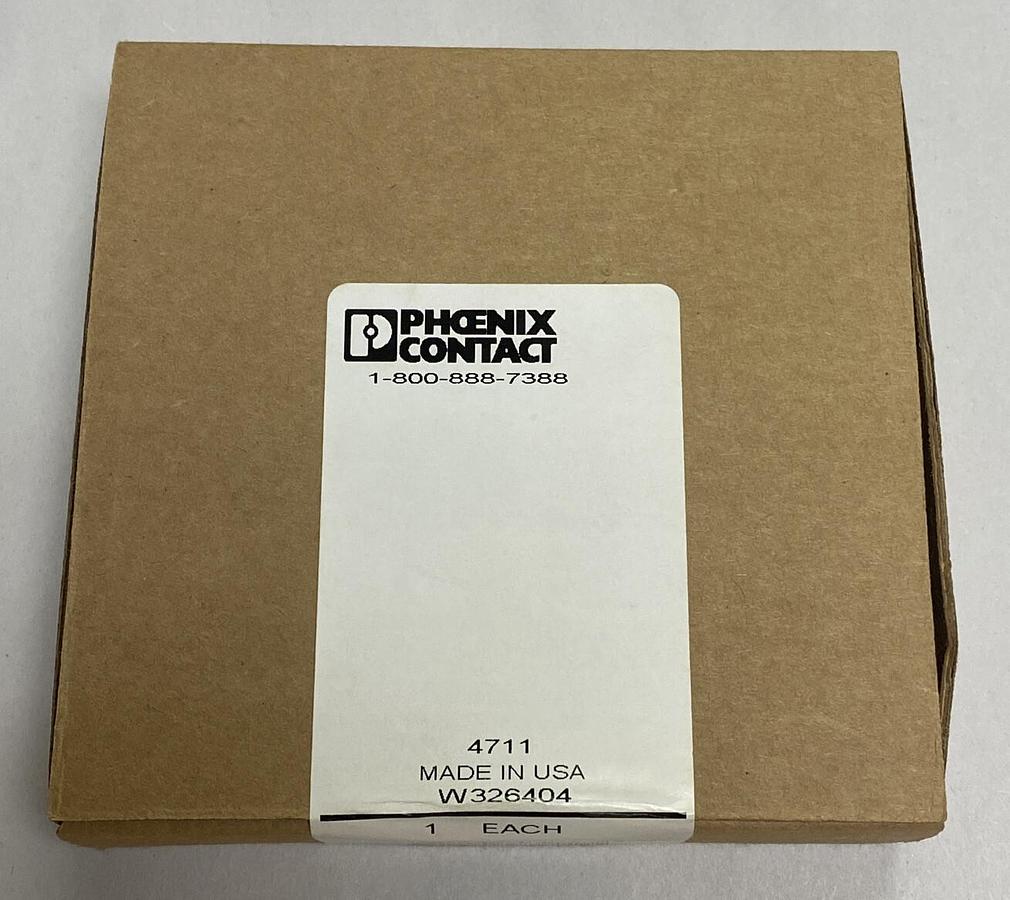 PHŒNIX
CONTACT
1-800-888-7388
4711
MADE IN USA
W326404
1 EACH